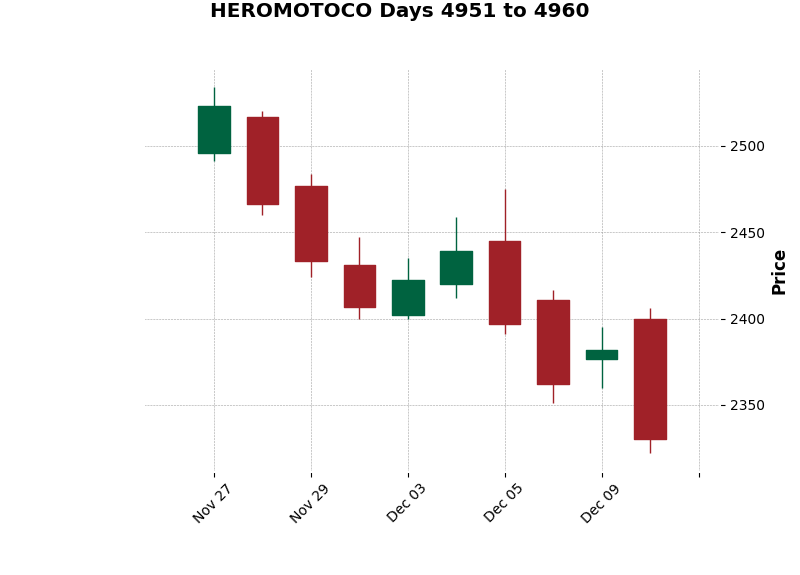 HEROMOTOCO Days 4951 to 4960
2500
2450
2400
2350
Price
Nov 27
Nov 29
Dec 03
Dec 05
Dec 09